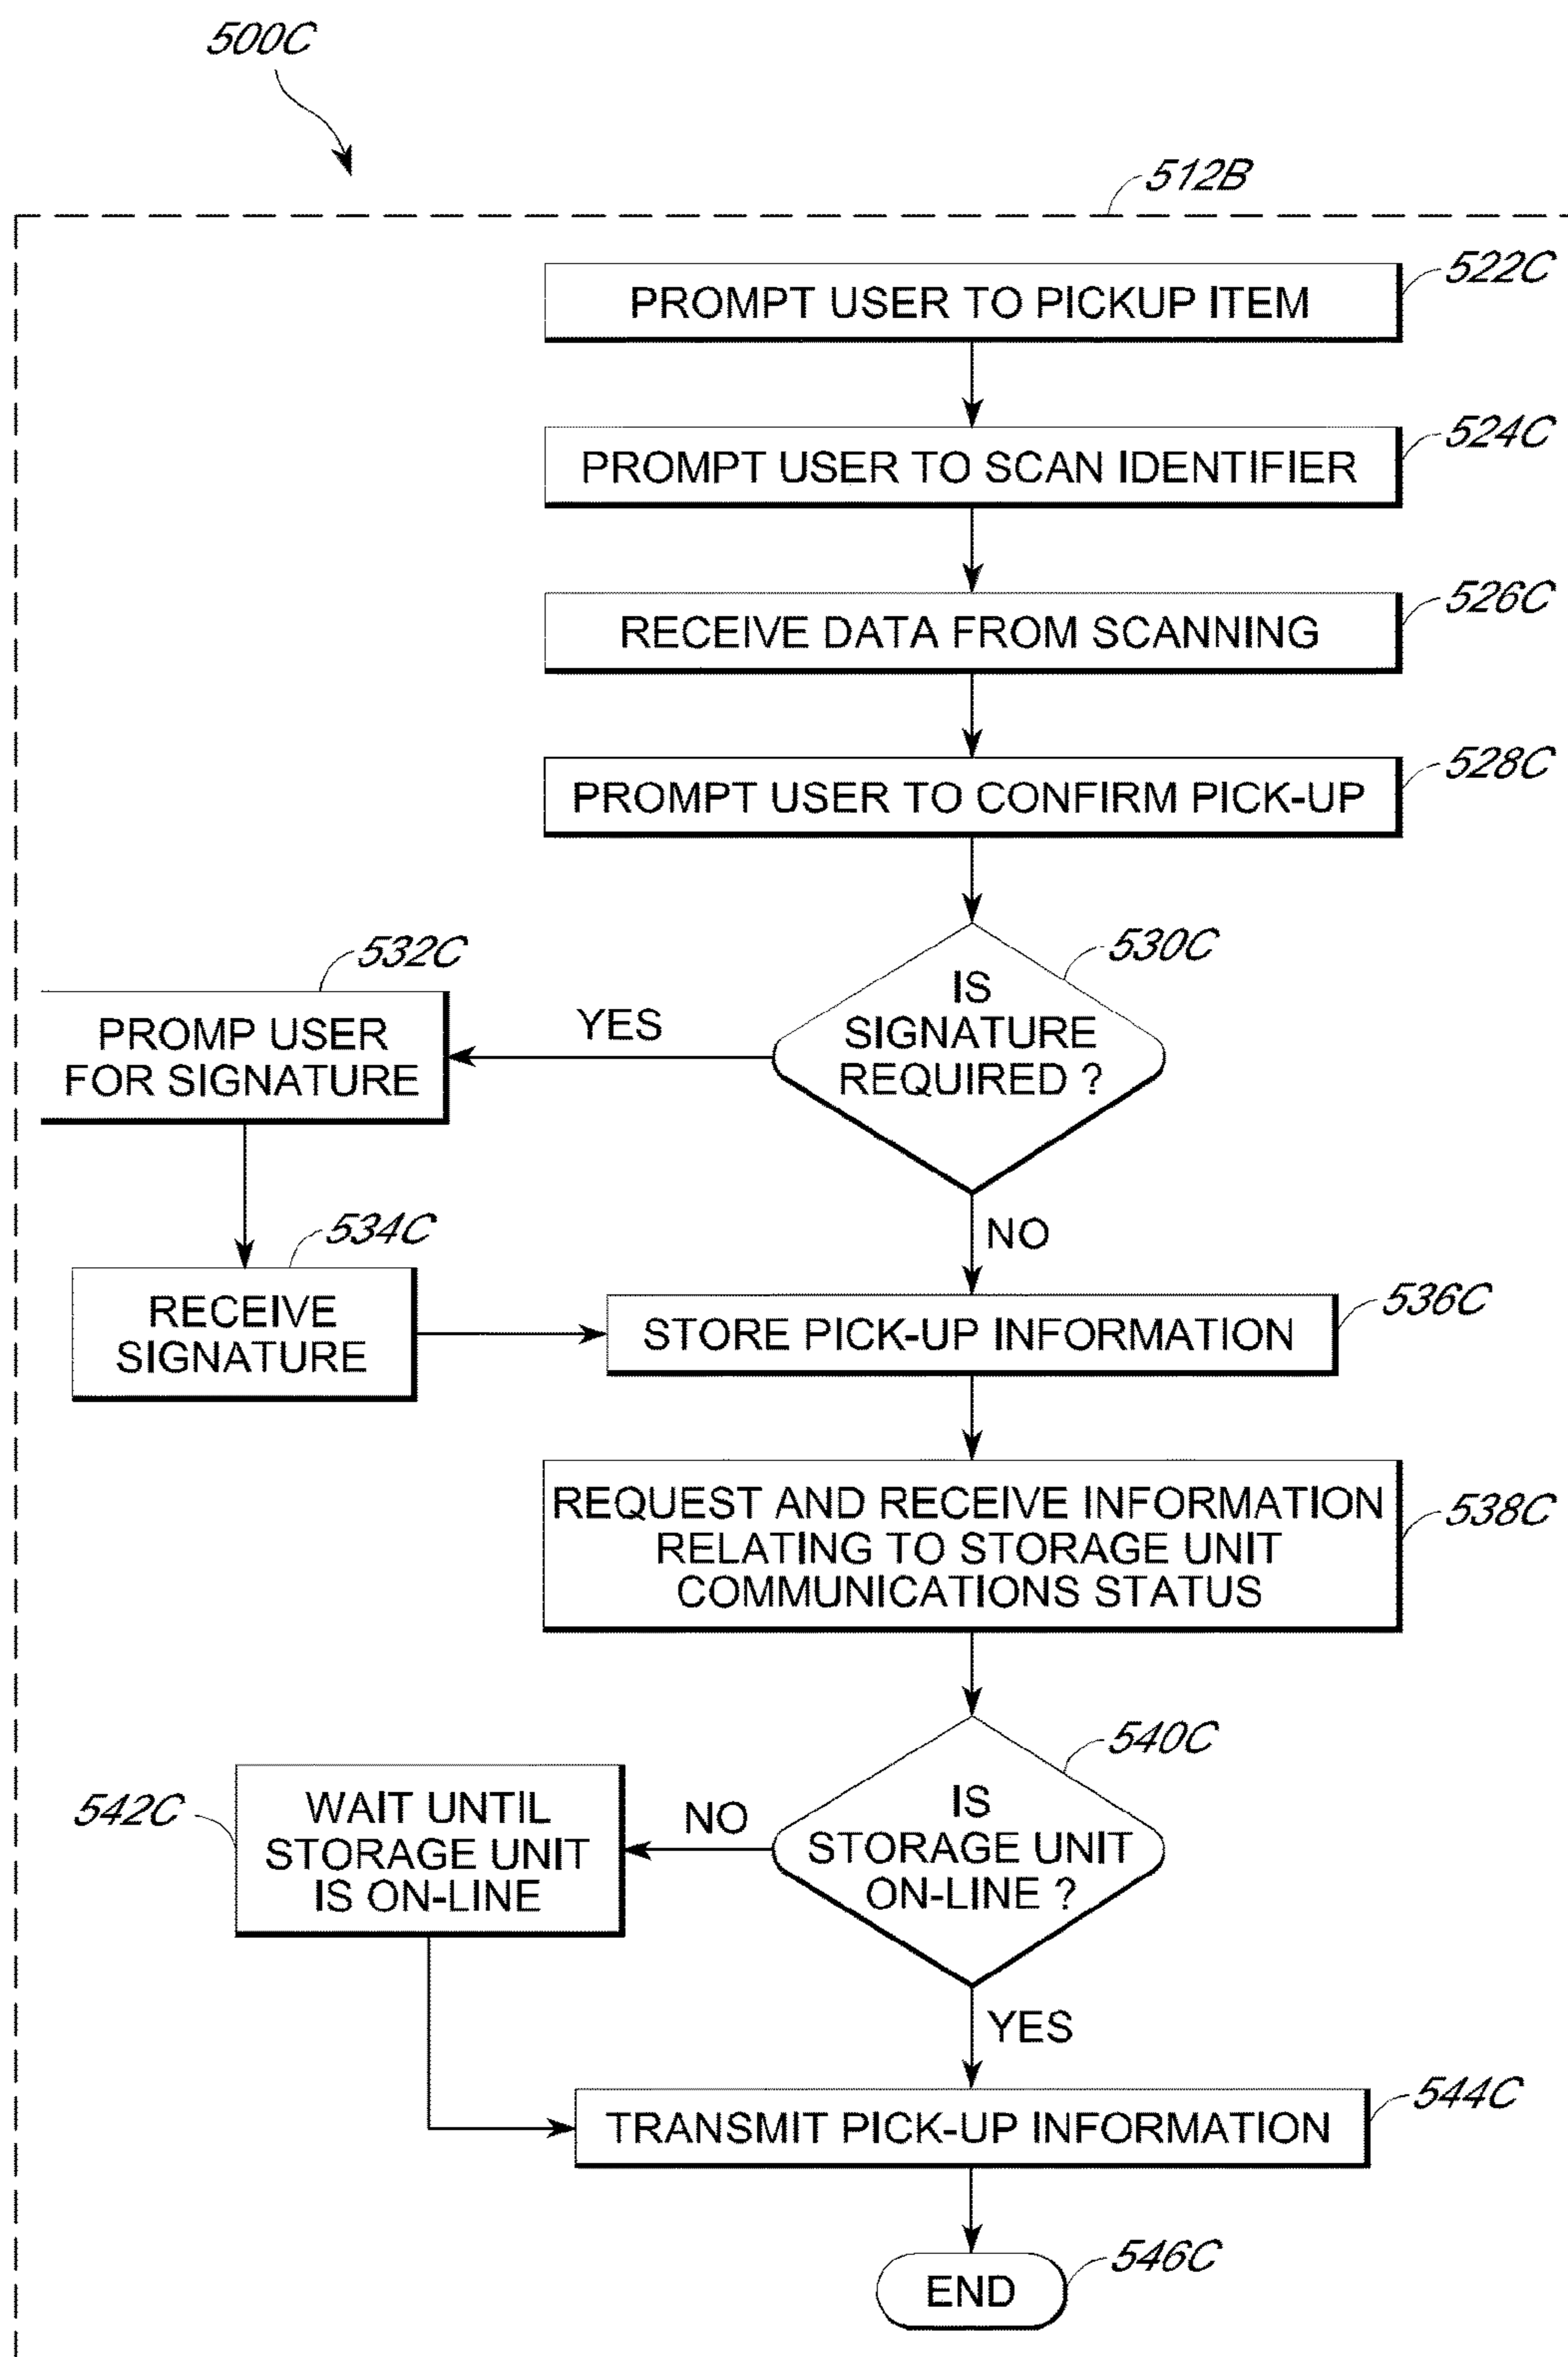 500C
512B
PROMPT USER TO PICKUP ITEM
522C
PROMPT USER TO SCAN IDENTIFIER
524C
RECEIVE DATA FROM SCANNING
526C
PROMPT USER TO CONFIRM PICK-UP
528C
530C
IS
SIGNATURE
REQUIRED ?
YES
532C
PROMP USER
FOR SIGNATURE
NO
534C
RECEIVE
SIGNATURE
STORE PICK-UP INFORMATION
536C
REQUEST AND RECEIVE INFORMATION
RELATING TO STORAGE UNIT
COMMUNICATIONS STATUS
538C
540C
IS
STORAGE UNIT
ON-LINE ?
NO
542C
WAIT UNTIL
STORAGE UNIT
IS ON-LINE
YES
TRANSMIT PICK-UP INFORMATION
544C
END
546C